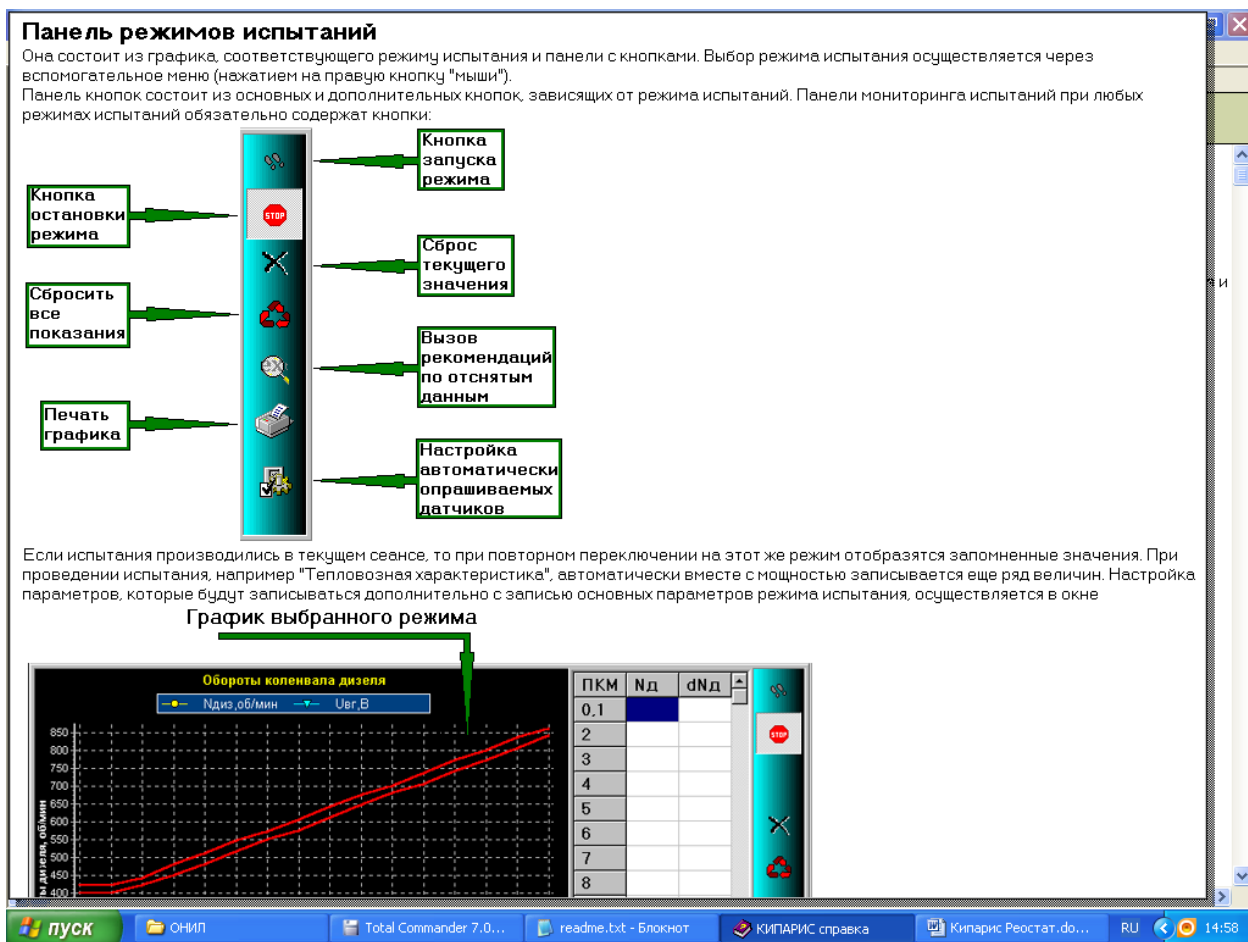 Панель режимов испытаний
Она состоит из графика, соответствующего режиму испытания и панели с кнопками. Выбор режима испытания осуществляется через
вспомогательное меню (нажатием на правую кнопку "мыши").
Панель кнопок состоит из основных и дополнительных кнопок, зависящих от режима испытаний. Панели мониторинга испытаний при любых
режимах испытаний обязательно содержат кнопки:
Кнопка
запуска
режима
Кнопка
остановки
режима
STOP
Сброс
текущего
значения
и
Сбросить
все
показания
Вызов
рекомендаций
по отснятым
данным
Печать
графика
Настройка
автоматически
опрашиваемых
датчиков
Если испытания производились в текущем сеансе, то при повторном переключении на этот же режим отобразятся запомненные значения. При
проведении испытания, например "Тепловозная характеристика", автоматически вместе с мощностью записывается еще ряд величин. Настройка
параметров, которые будут записываться дополнительно с записью основных параметров режима испытания, осуществляется в окне
График выбранного режима
Обороты коленвала дизеля
Nдиз,об/мин Uвг,В
850
800
750
700
650
600
550
500
450
400
дизеля, об/мин
ПКМ Nд dNд
0,1
2
3
4
5
6
7
8
STOP
пуск ОНИЛ Total Commander 7.0... readme.txt - Блокнот КИПАРИС справка Кипарис Реостат.do... RU 14:58